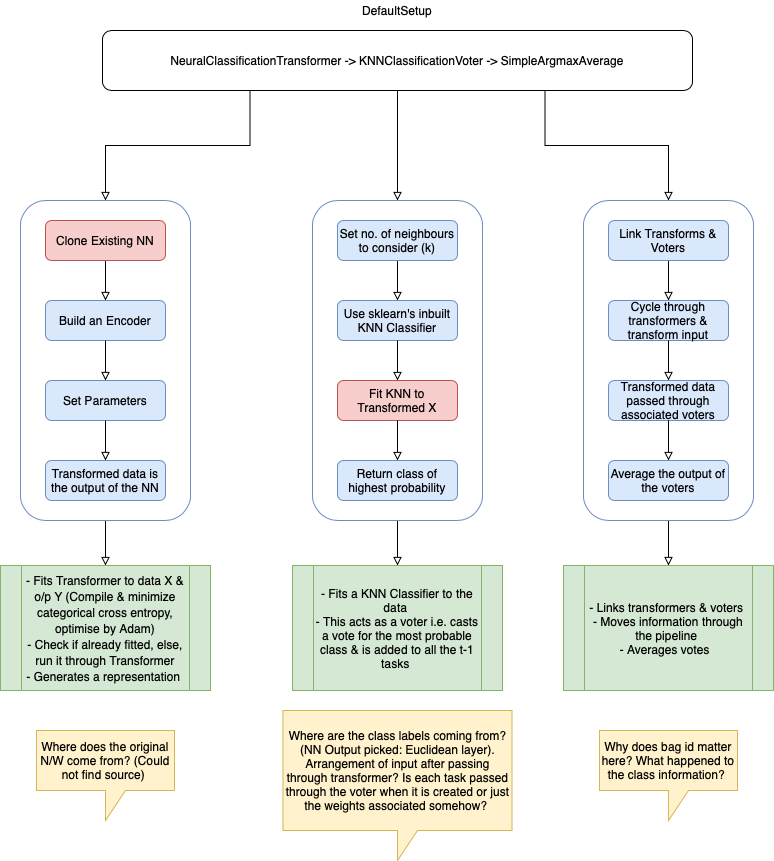 DefaultSetup
NeuralClassificationTransformer -> KNNClassificationVoter -> SimpleArgmaxAverage
Clone Existing NN
Build an Encoder
Set Parameters
Transformed data is
the output of the NN
- Fits Transformer to data X &
o/p Y (Compile & minimize
categorical cross entropy,
optimise by Adam)
- Check if already fitted, else,
run it through Transformer
- Generates a representation
Where does the original
N/W come from? (Could
not find source)
Set no. of neighbours
to consider (k)
Use sklearn's inbuilt
KNN Classifier
Fit KNN to
Transformed X
Return class of
highest probability
- Fits a KNN Classifier to the
data
- This acts as a voter i.e. casts
a vote for the most probable
class & is added to all the t-1
tasks
Where are the class labels coming from?
(NN Output picked: Euclidean layer).
Arrangement of input after passing
through transformer? Is each task passed
through the voter when it is created or just
the weights associated somehow?
Link Transforms &
Voters
Cycle through
transformers &
transform input
Transformed data
passed through
associated voters
Average the output of
the voters
- Links transformers & voters
- Moves information through
the pipeline
- Averages votes
Why does bag id matter
here? What happened to
the class information?